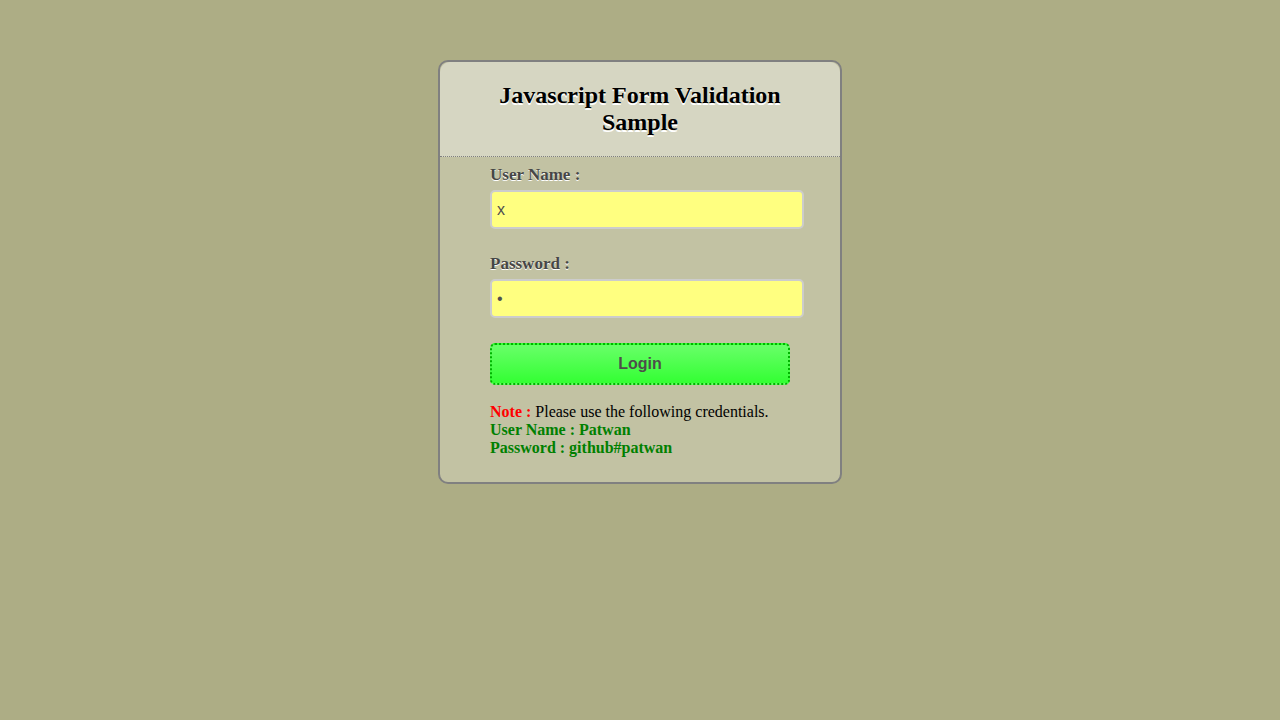 Javascript Form Validation
Sample
User Name :
x
Password :
•
Login
Note : Please use the following credentials.
User Name : Patwan
Password : github#patwan